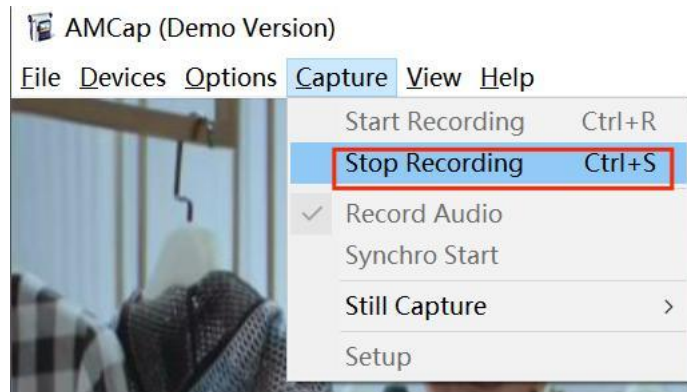 AMCap (Demo Version)
File Devices Options Capture View Help
Start Recording Ctrl+R
Stop Recording Ctrl+S
Record Audio
Synchro Start
Still Capture >
Setup